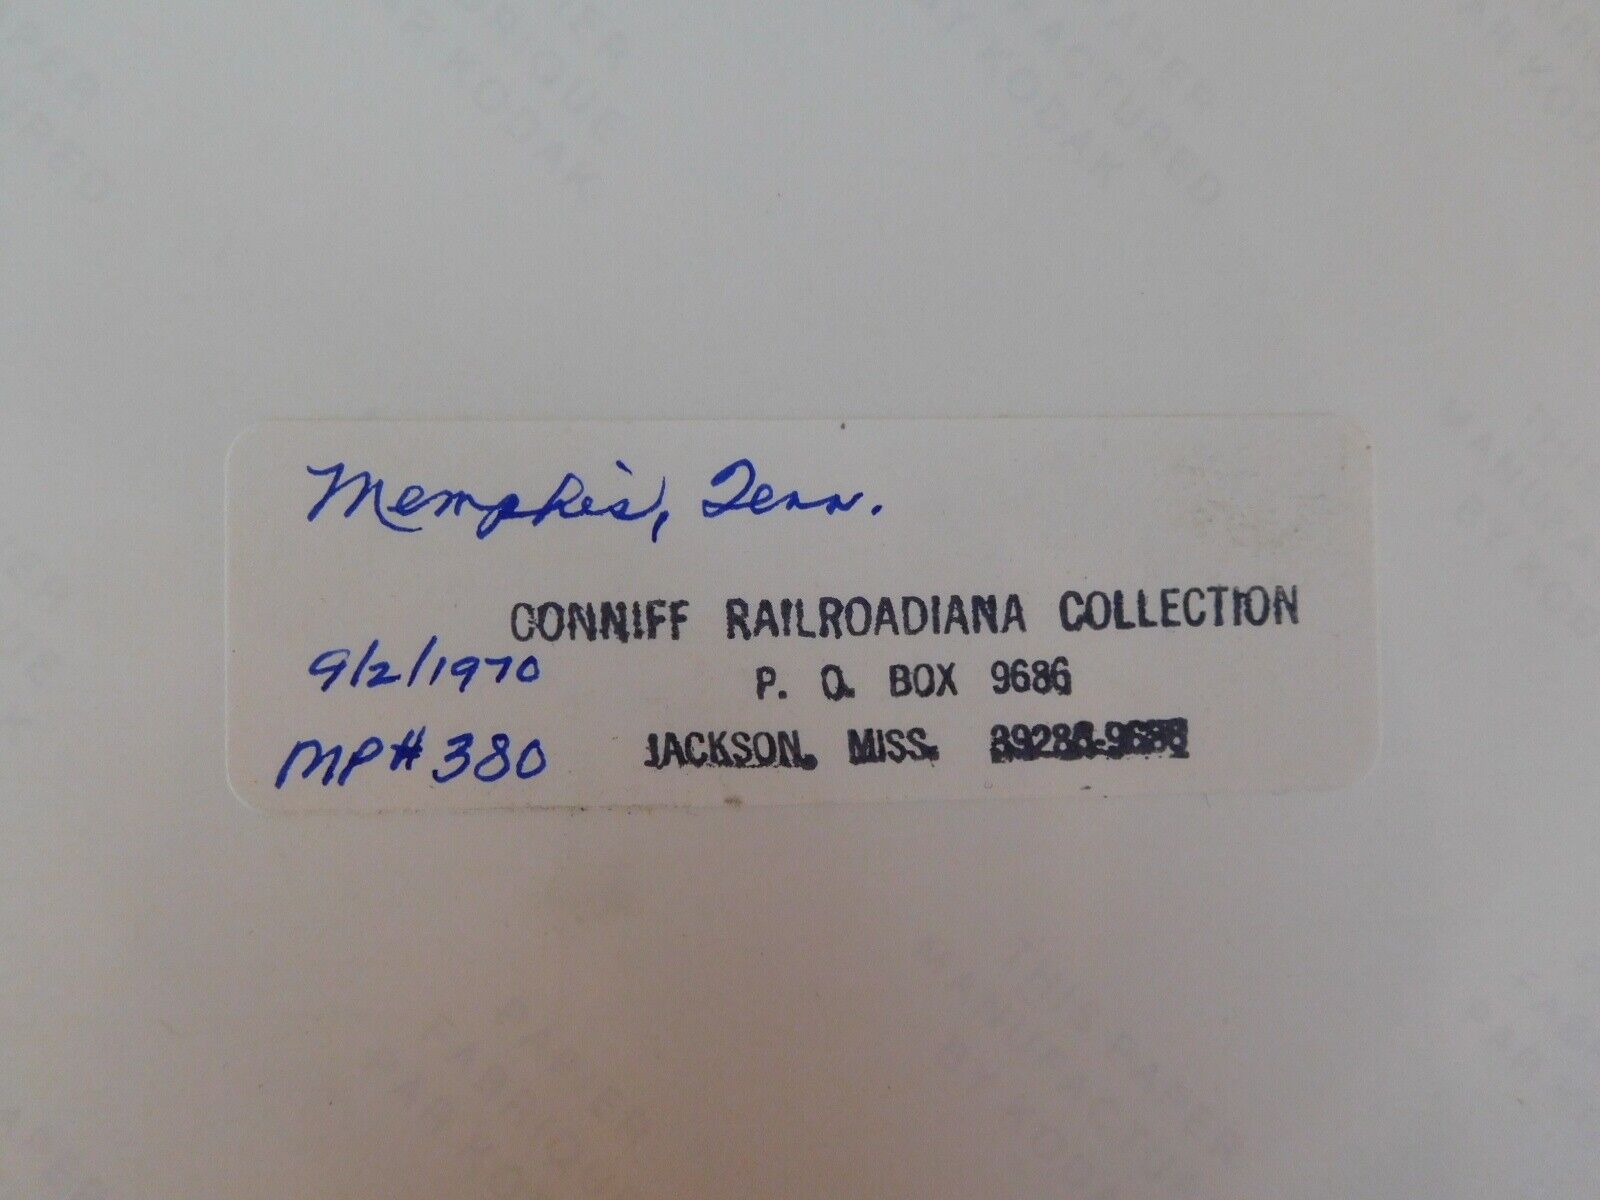 Memphis, Tenn.
CONNIFF RAILROADIANA COLLECTION
9/2/1970
P. O. BOX 9686
MP# 380
JACKSON, MISS.